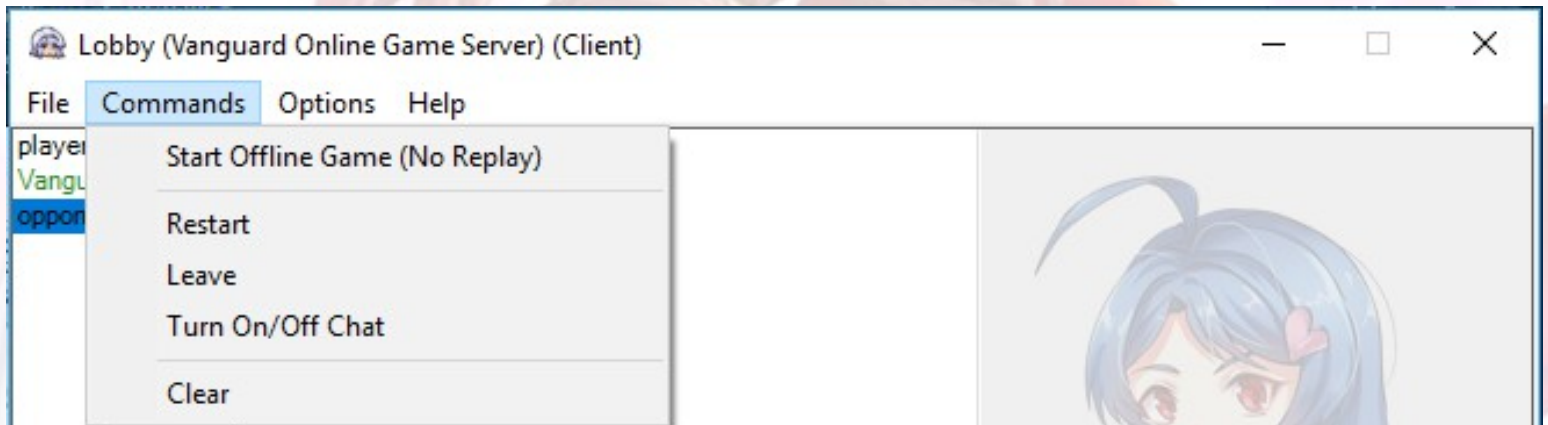 Lobby (Vanguard Online Game Server) (Client)
File Commands Options Help
player
Start Offline Game (No Replay)
Restart
Leave
Turn On/Off Chat
Clear